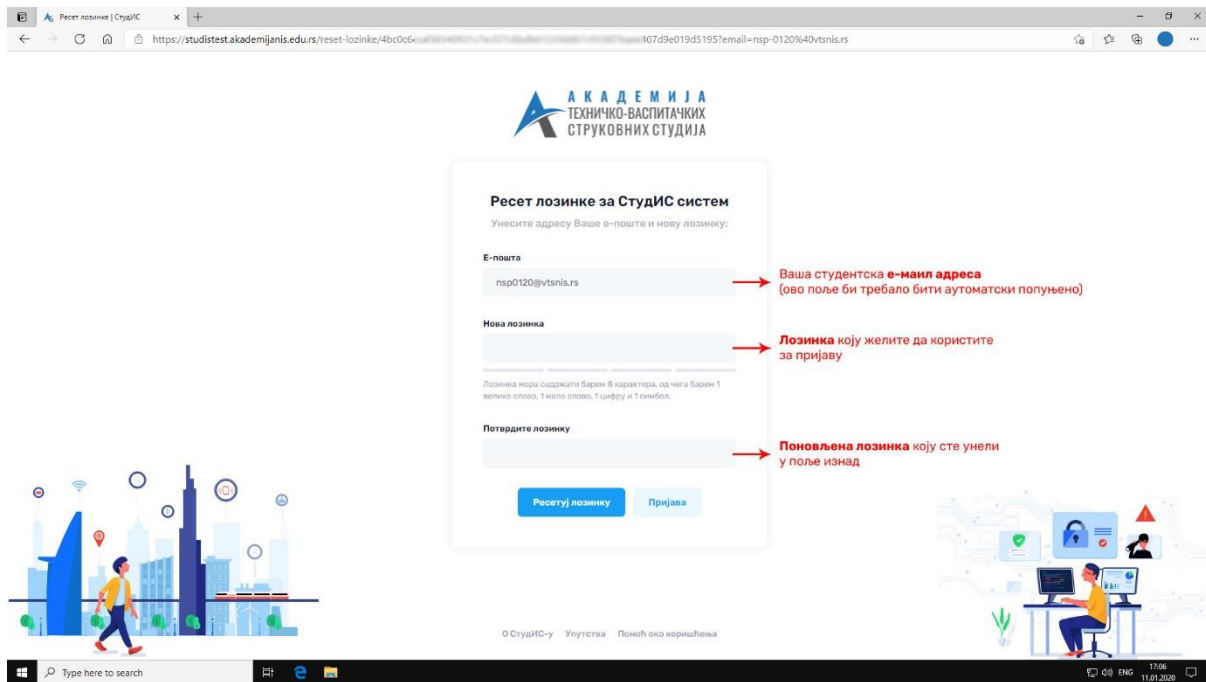 Ресет лозинке | СтудИС
https://studistest.akademijanis.edu.rs/reset-lozinke/4bc0c6 307d9e019d5195?email=nsp-0120%40vtsnis.rs
АКАДЕМИЈА
ТЕХНИЧКО-ВАСПИТАЧКИХ
СТРУКОВНИХ СТУДИЈА
Ресет лозинке за СтудИС систем
Унесите адресу Ваше е-поште и нову лозинку:
Е-пошта
nsp0120@vtsnis.rs
Ваша студентска е-маил адреса
(ово поље би требало бити аутоматски попуњено)
Нова лозинка
Лозинка коју желите да користите
за пријаву
Лозинка мора садржати барем 8 карактера, од чега барем 1
велико слово, 1 мало слово, 1 цифру и 1 симбол.
Потврдите лозинку
Поновљена лозинка коју сте унели
у поље изнад
Ресетуј лозинку
Пријава
О СтудИС-у Упутства Помоћ око коришћења
Type here to search
ENG
17:06
11.01.2020